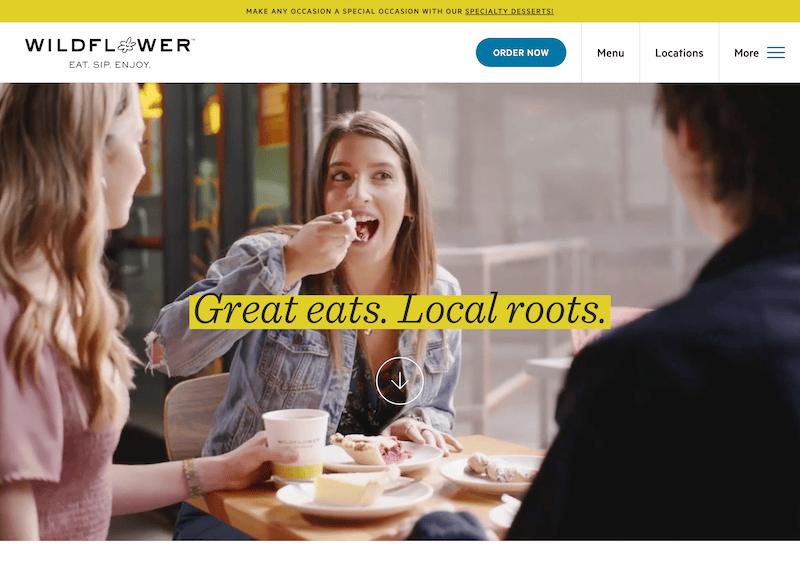 MAKE ANY OCCASION A SPECIAL OCCASION WITH OUR SPECIALTY DESSERTS!
WILDFLOWER
EAT. SIP. ENJOY.
ORDER NOW
Menu
Locations
More
Great eats. Local roots.
WILDFLOWER